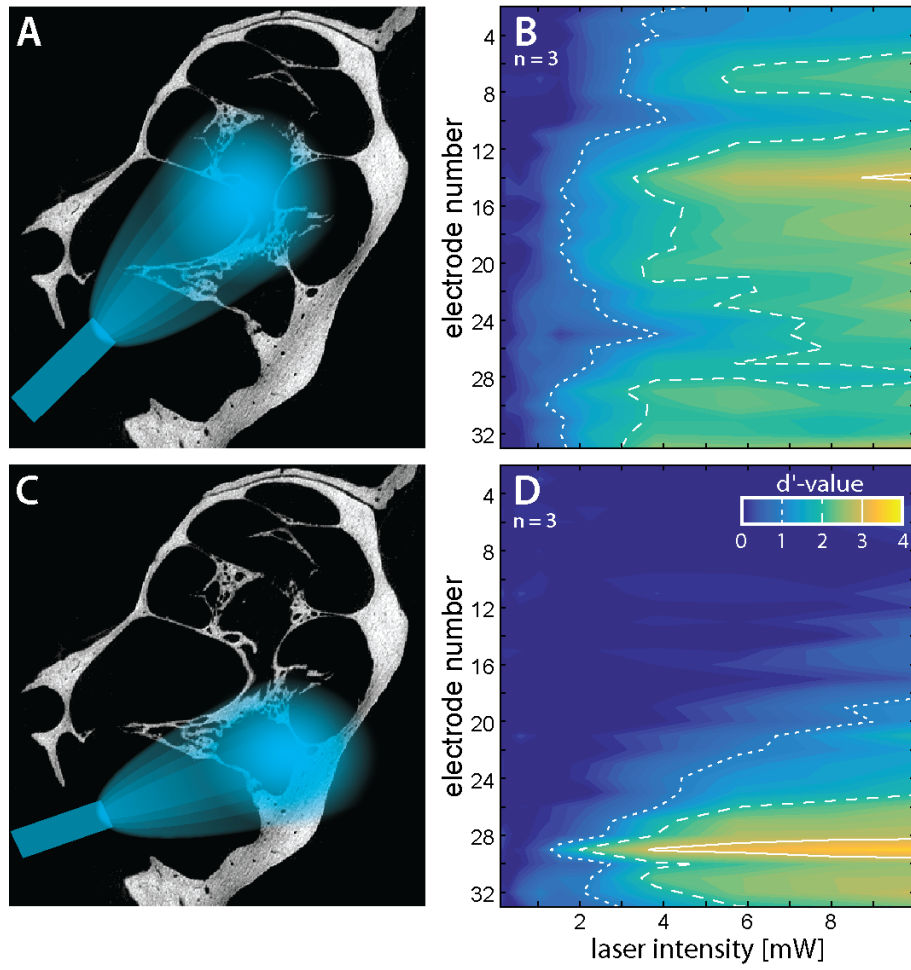 A
B
n = 3
4
8
12
16
20
24
28
32
electrode number
C
D
n = 3
d'-value
0 1 2 3 4
4
8
12
16
20
24
28
32
electrode number
2 4 6 8
laser intensity [mW]